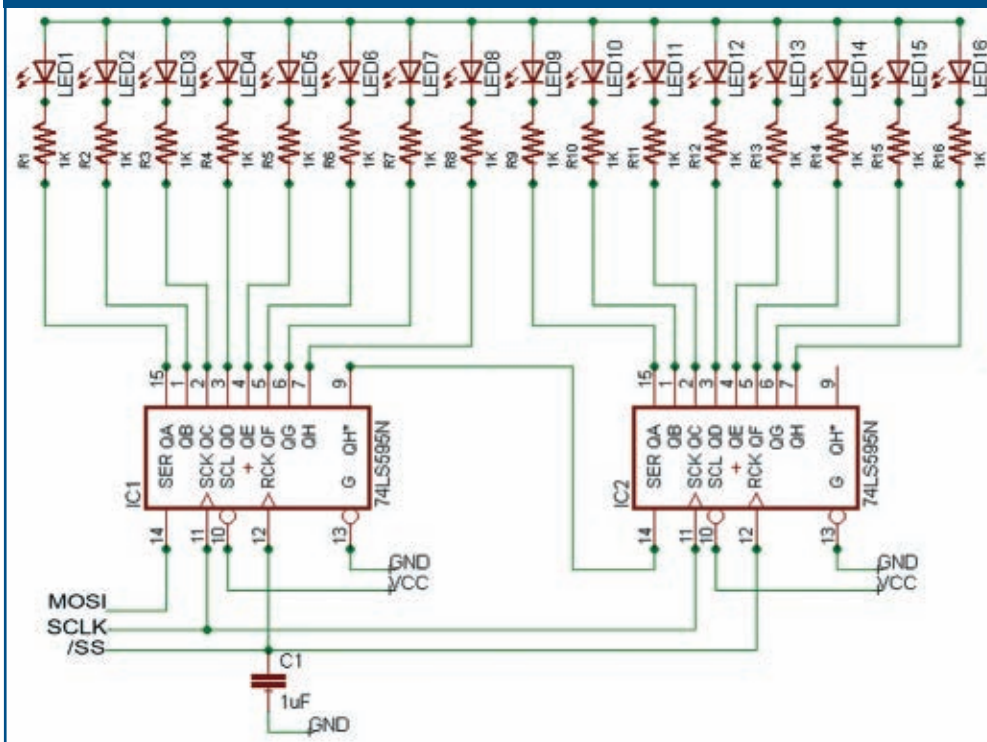 LED1 LED2 LED3 LED4 LED5 LED6 LED7 LED8 LED9 LED10 LED11 LED12 LED13 LED14 LED15 LED16
R1 1K R2 1K R3 1K R4 1K R5 1K R6 1K R7 1K R8 1K R9 1K R10 1K R11 1K R12 1K R13 1K R14 1K R15 1K R16 1K
15 1 2 3 4 5 6 7 9 15 1 2 3 4 5 6 7 9
QA QB QC QD QE QF QG QH QH* QA QB QC QD QE QF QG QH QH*
SER SCK SCL + RCK G SER SCK SCL + RCK G
IC1 74LS595N IC2 74LS595N
14 11 10 12 13 14 11 10 12 13
GND GND
VCC VCC
MOSI
SCLK
/SS
C1
1uF
GND